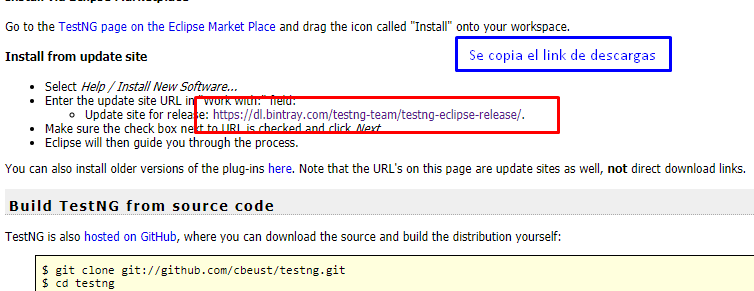 Go to the TestNG page on the Eclipse Market Place and drag the icon called "Install" onto your workspace.
Se copia el link de descargas
Install from update site
• Select Help / Install New Software...
• Enter the update site URL in "Work with:" field:
◦ Update site for release: https://dl.bintray.com/testng-team/testng-eclipse-release/.
• Make sure the check box next to URL is checked and click Next.
• Eclipse will then guide you through the process.
You can also install older versions of the plug-ins here. Note that the URL's on this page are update sites as well, not direct download links.
Build TestNG from source code
TestNG is also hosted on GitHub, where you can download the source and build the distribution yourself:
$ git clone git://github.com/cbeust/testng.git
$ cd testng